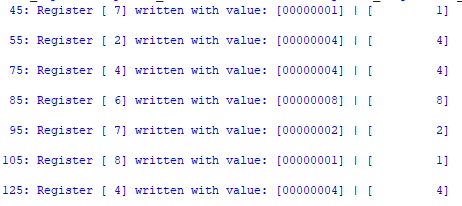 45: Register [ 7] written with value: [00000001] | [          1]
55: Register [ 2] written with value: [00000004] | [          4]
75: Register [ 4] written with value: [00000004] | [          4]
85: Register [ 6] written with value: [00000008] | [          8]
95: Register [ 7] written with value: [00000002] | [          2]
105: Register [ 8] written with value: [00000001] | [          1]
125: Register [ 4] written with value: [00000004] | [          4]